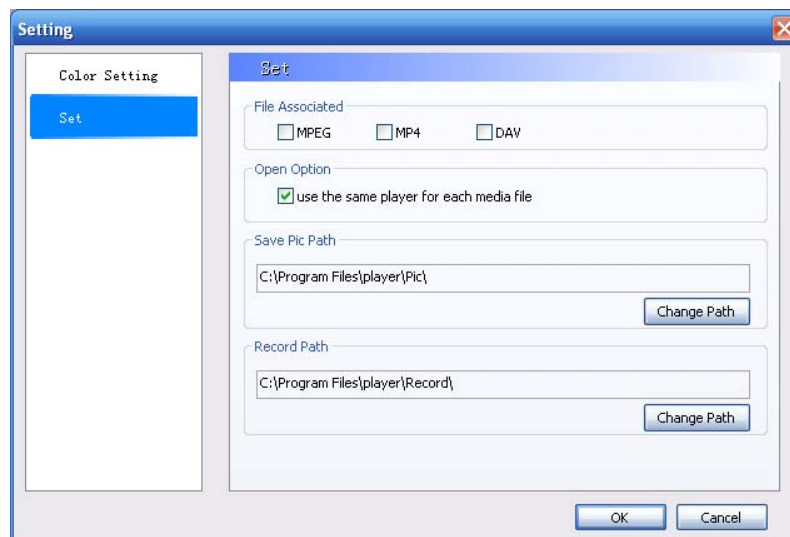 Setting
Color Setting
Set
Set
File Associated
MPEG MP4 DAV
Open Option
use the same player for each media file
Save Pic Path
C:\Program Files\player\Pic\
Change Path
Record Path
C:\Program Files\player\Record\
Change Path
OK Cancel